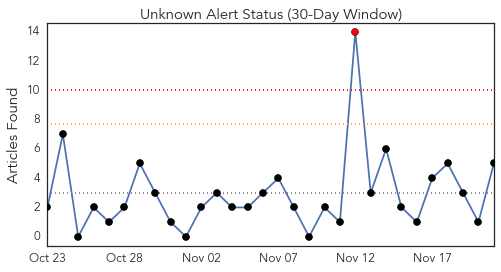 Unknown Alert Status (30-Day Window)
Articles Found
14
12
10
8
6
4
2
0
Oct 23 Oct 28 Nov 02 Nov 07 Nov 12 Nov 17